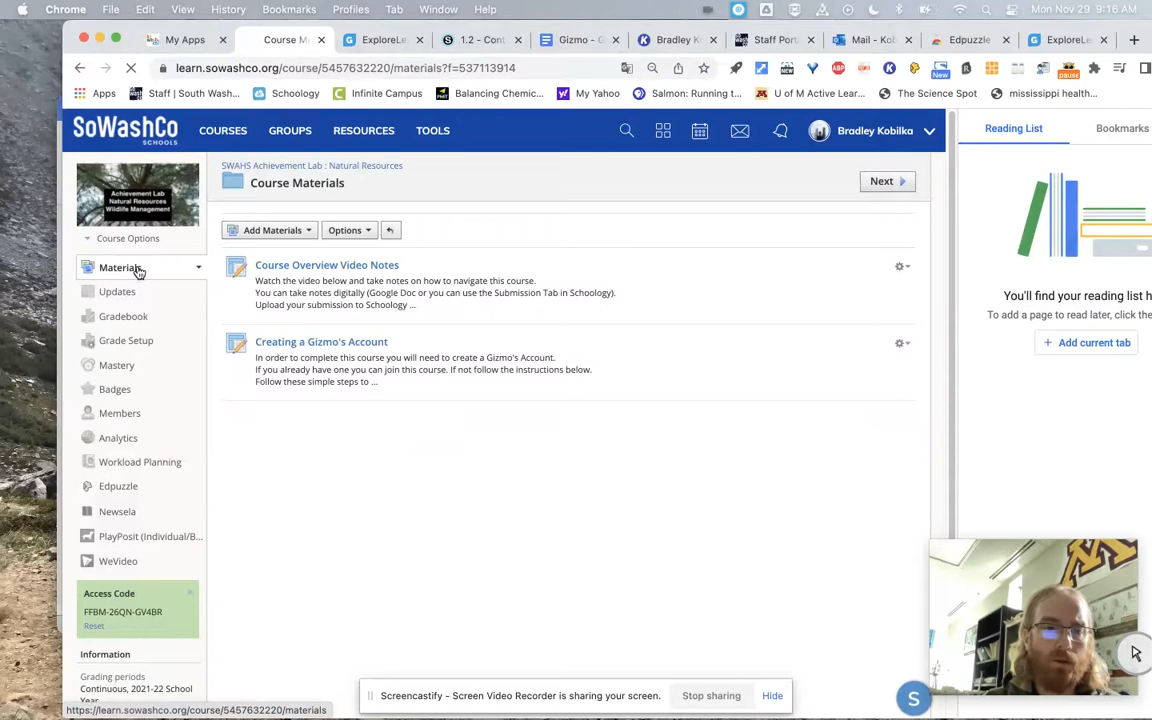 Chrome File Edit View History Bookmarks Profiles Tab Window Help Mon Nov 29 9:16 AM
My Apps Course M ExploreLe 1.2 - Cont Gizmo - G Bradley K Staff Port Mail - Kob Edpuzzle ExploreLe
learn.sowashco.org/course/5457632220/materials?f=537113914
Apps Staff | South Wash... Schoology Infinite Campus Balancing Chemic... My Yahoo Salmon: Running t... U of M Active Lear... The Science Spot mississippi health...
SoWashCo SCHOOLS COURSES GROUPS RESOURCES TOOLS Bradley Kobilka
Reading List Bookmarks
Achievement Lab
Natural Resources
Wildlife Management
SWAHS Achievement Lab : Natural Resources
Course Materials
Next
Course Options
Add Materials Options
Materials
Updates
Gradebook
Grade Setup
Mastery
Badges
Members
Analytics
Workload Planning
Edpuzzle
Newsela
PlayPosit (Individual/B...
WeVideo
Course Overview Video Notes
Watch the video below and take notes on how to navigate this course.
You can take notes digitally (Google Doc or you can use the Submission Tab in Schoology).
Upload your submission to Schoology ...
Creating a Gizmo's Account
In order to complete this course you will need to create a Gizmo's Account.
If you already have one you can join this course. If not follow the instructions below.
Follow these simple steps to ...
You'll find your reading list h
To add a page to read later, click the
+ Add current tab
Access Code
FFBM-26QN-GV4BR
Reset
Information
Grading periods
Continuous, 2021-22 School
Year
Screencastify - Screen Video Recorder is sharing your screen. Stop sharing Hide
S
https://learn.sowashco.org/course/5457632220/materials